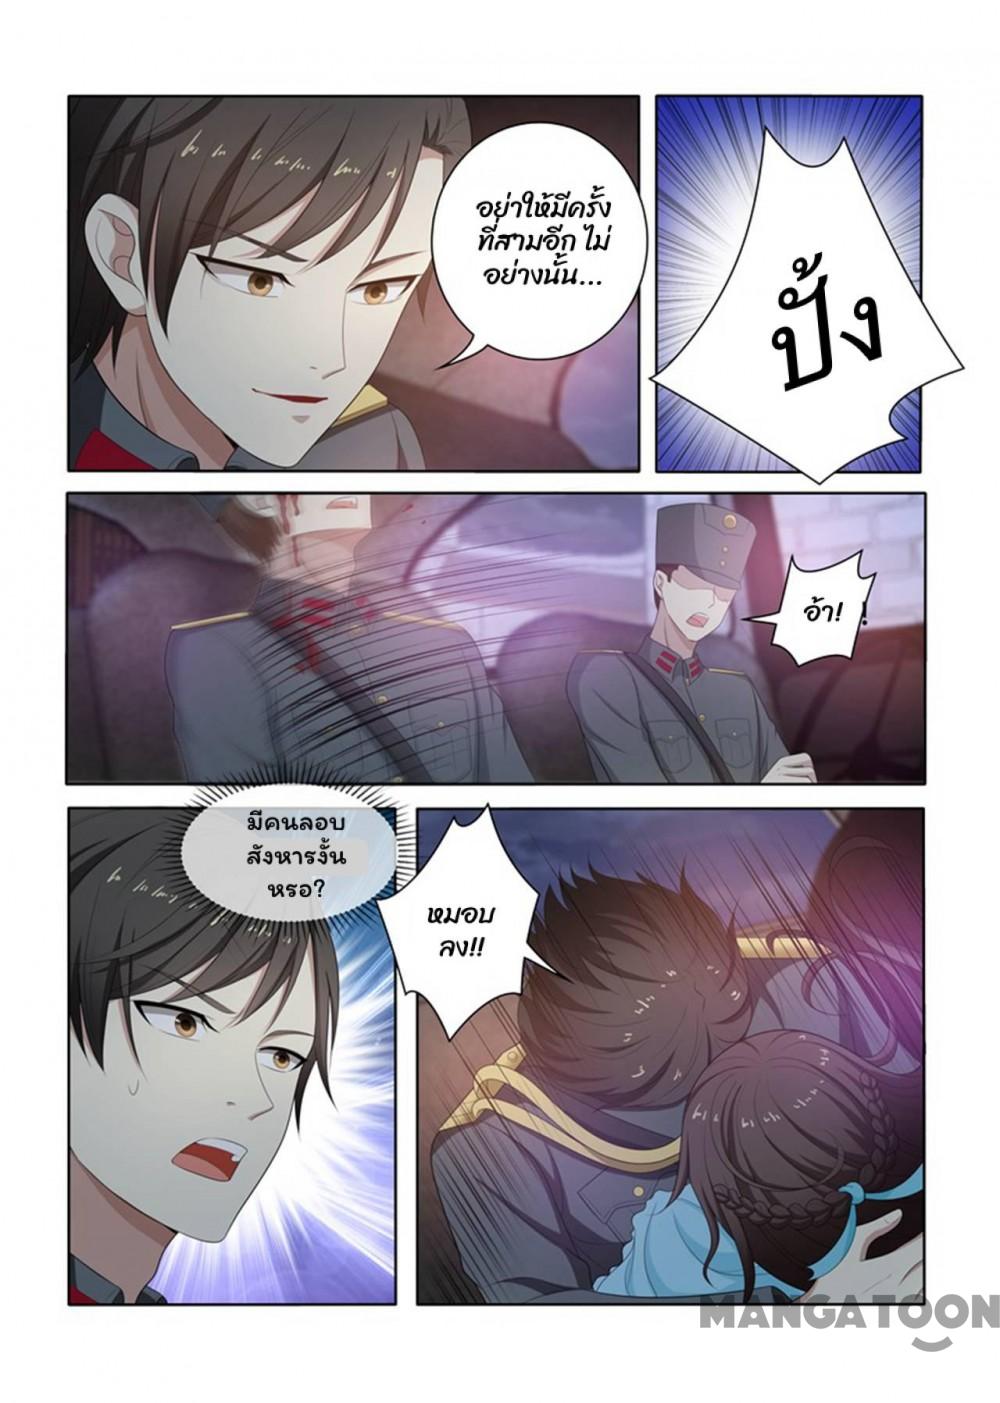 อย่าให้มีครั้ง
ที่สามอีก ไม่
อย่างนั้น...
ปั้ง
อ้า! !
มีคนลอบ
สังหารงั้น
หรอ?
หมอบ
ลง!!
MANGATOON